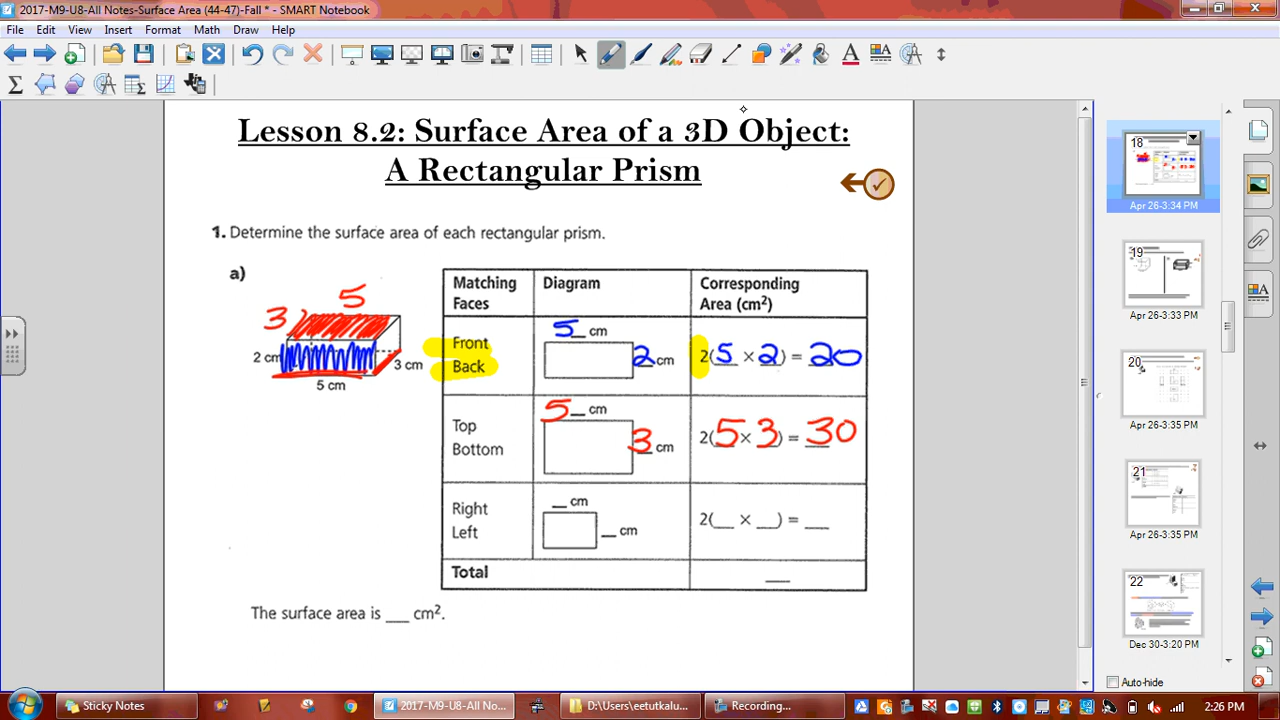 2017-M9-U8-All Notes-Surface Area (44-47)-Fall * - SMART Notebook
File Edit View Insert Format Math Draw Help
Lesson 8.2: Surface Area of a 3D Object:
A Rectangular Prism
1. Determine the surface area of each rectangular prism.
a)
5
3
2 cm
3 cm
5 cm
Matching Faces
Diagram
Corresponding Area (cm²)
Front
Back
5 cm
2 cm
2(5 × 2) = 20
Top
Bottom
5 cm
3 cm
2(5 × 3) = 30
Right
Left
__ cm
__ cm
2(__ × __) = __
Total
__
The surface area is ___ cm².
18
Apr 26-3:34 PM
19
Apr 26-3:33 PM
20
Apr 26-3:35 PM
21
Apr 26-3:35 PM
22
Dec 30-3:20 PM
Auto-hide
Sticky Notes
2017-M9-U8-All No...
D:\Users\eetutkalu...
Recording...
2:26 PM